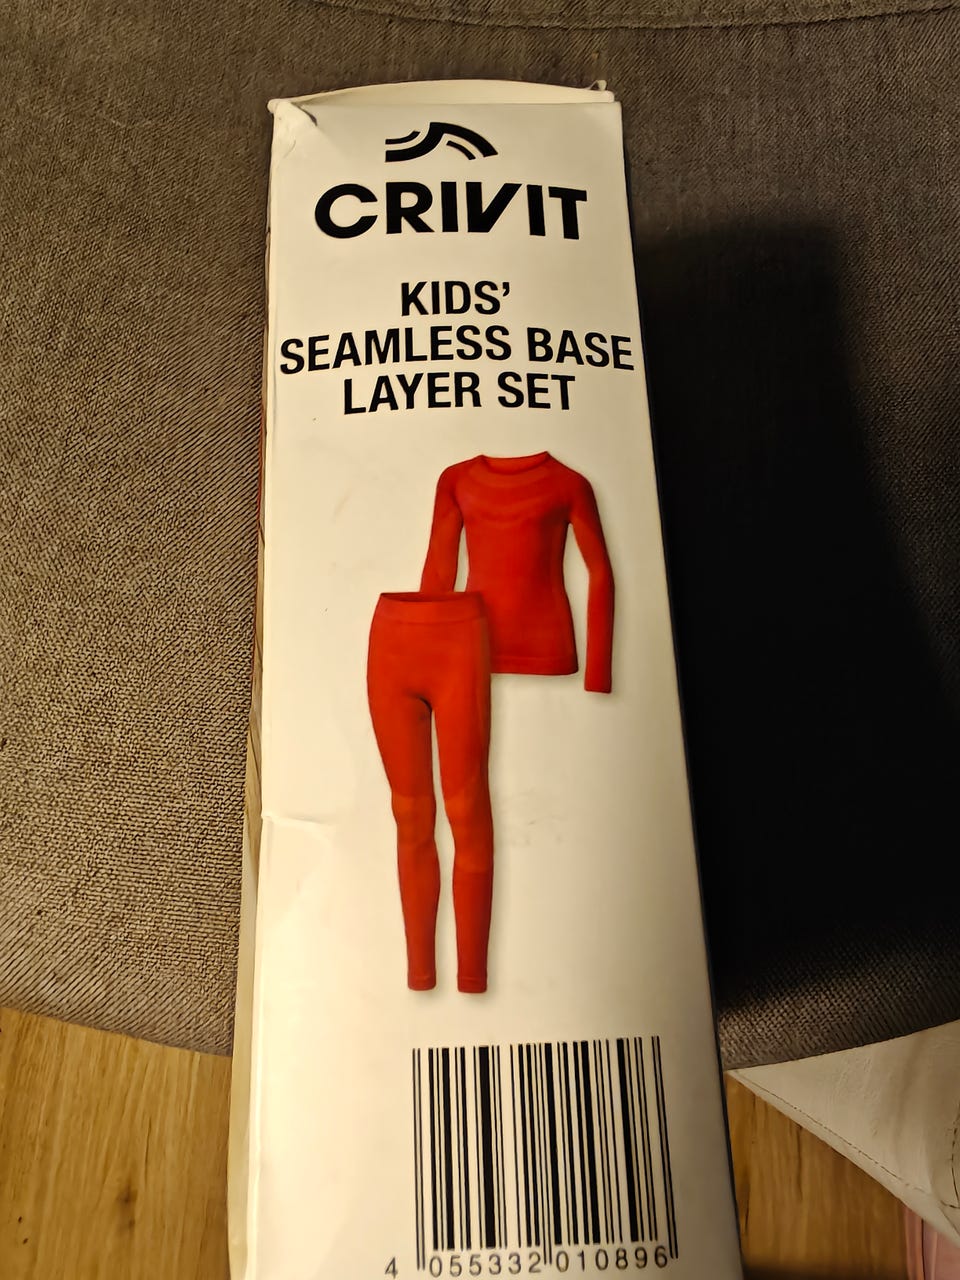 CRIVIT
KIDS'
SEAMLESS BASE
LAYER SET
4 055332 010896